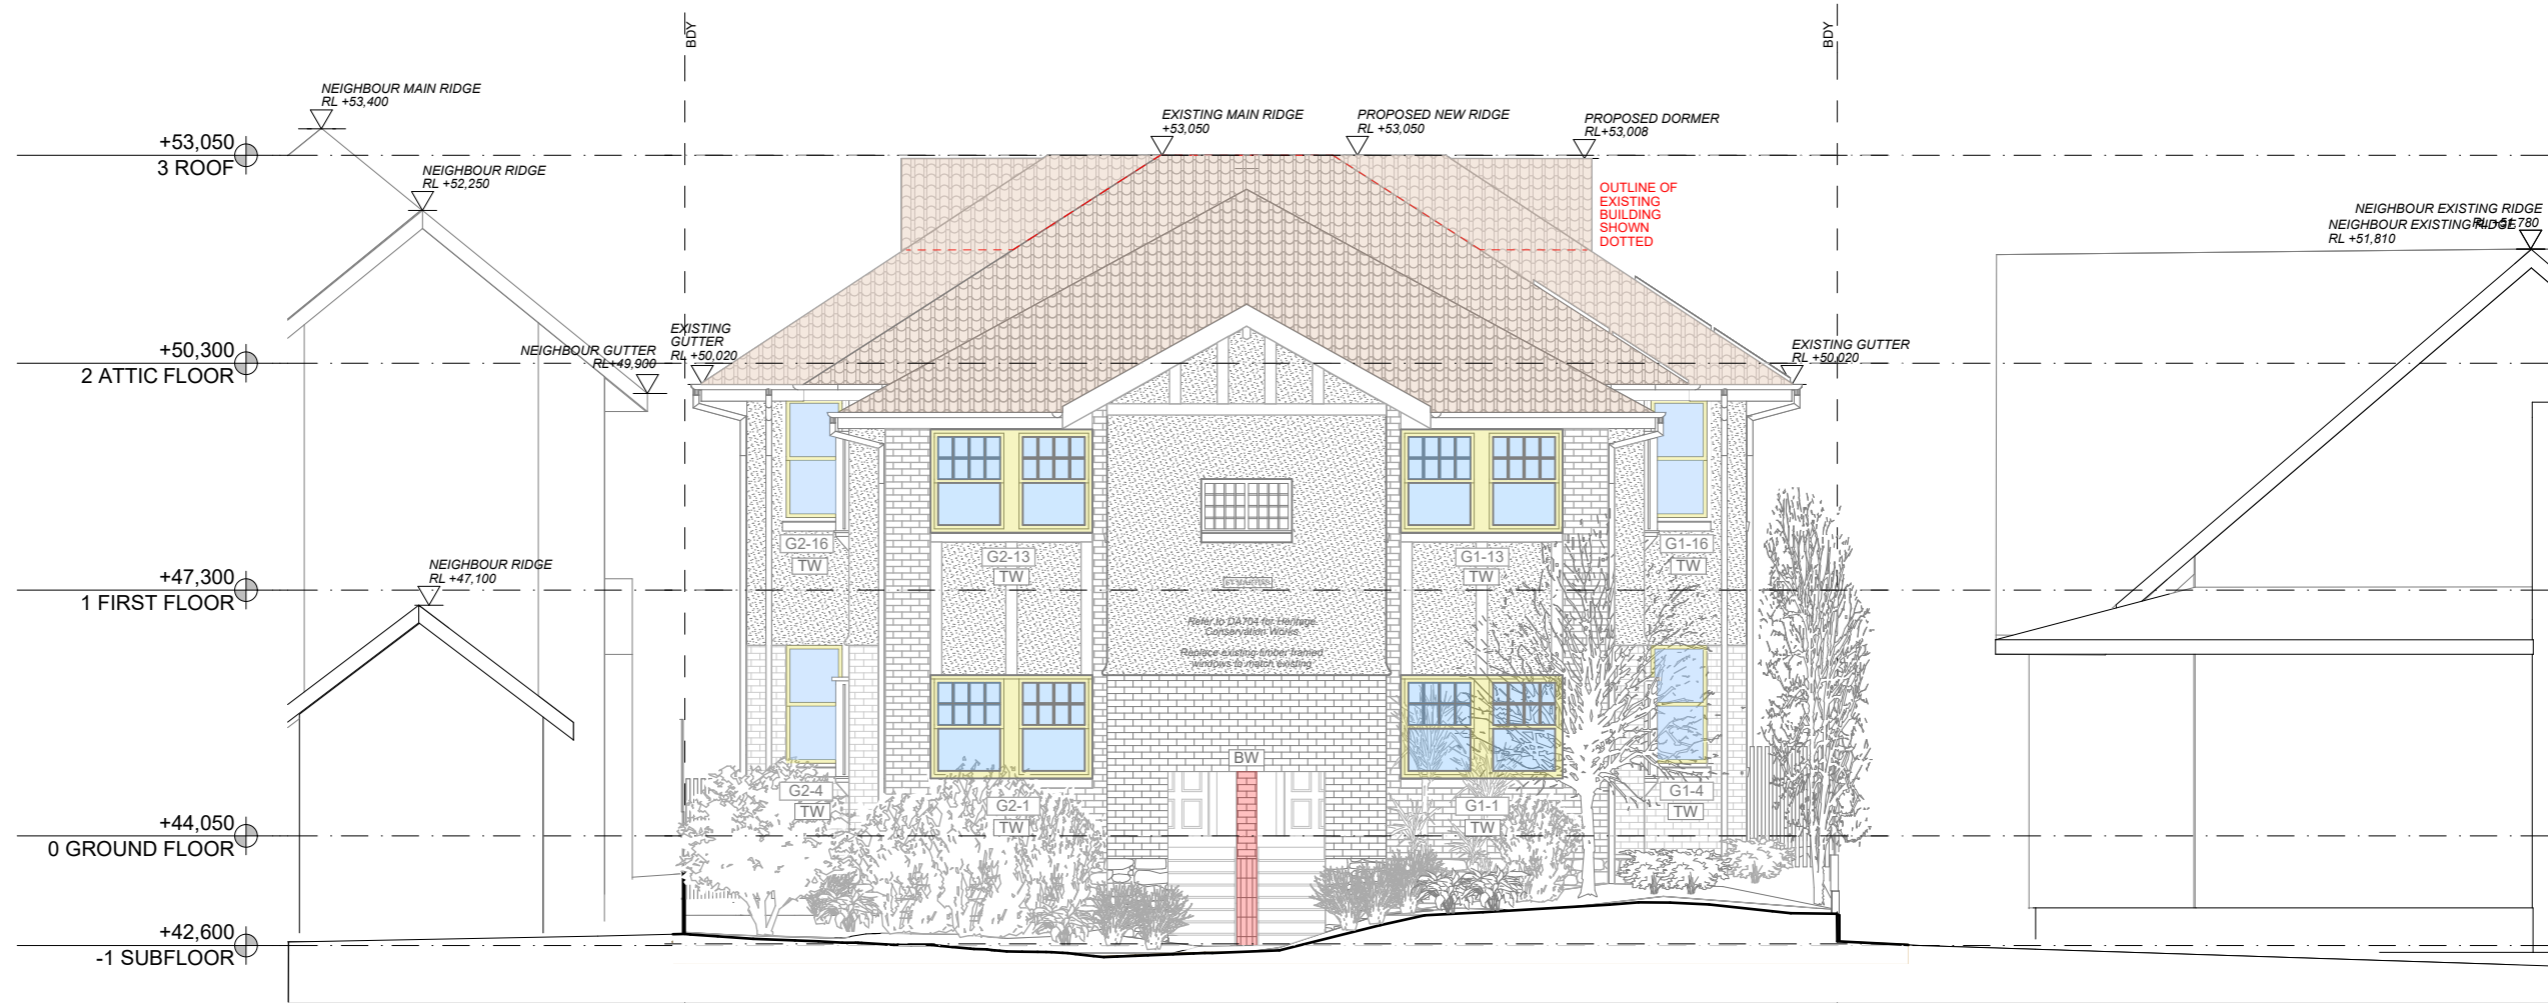 BDY
BDY
NEIGHBOUR MAIN RIDGE
RL +53,400
EXISTING MAIN RIDGE
+53,050
PROPOSED NEW RIDGE
RL +53,050
PROPOSED DORMER
RL+53,008
+53,050
3 ROOF
NEIGHBOUR RIDGE
RL +52,250
OUTLINE OF
EXISTING
BUILDING
SHOWN
DOTTED
NEIGHBOUR EXISTING RIDGE
RL +51,780
NEIGHBOUR EXISTING RIDGE
RL +51,810
+50,300
2 ATTIC FLOOR
NEIGHBOUR GUTTER
RL+49,900
EXISTING
GUTTER
RL +50,020
EXISTING GUTTER
RL +50,020
G2-16
TW
G2-13
TW
G1-13
TW
G1-16
TW
+47,300
1 FIRST FLOOR
NEIGHBOUR RIDGE
RL +47,100
Refer to DA704 for Heritage
Conservation Works
Replace existing timber framed
windows to match existing
BW
G2-4
TW
G2-1
TW
G1-1
TW
G1-4
TW
+44,050
0 GROUND FLOOR
+42,600
-1 SUBFLOOR